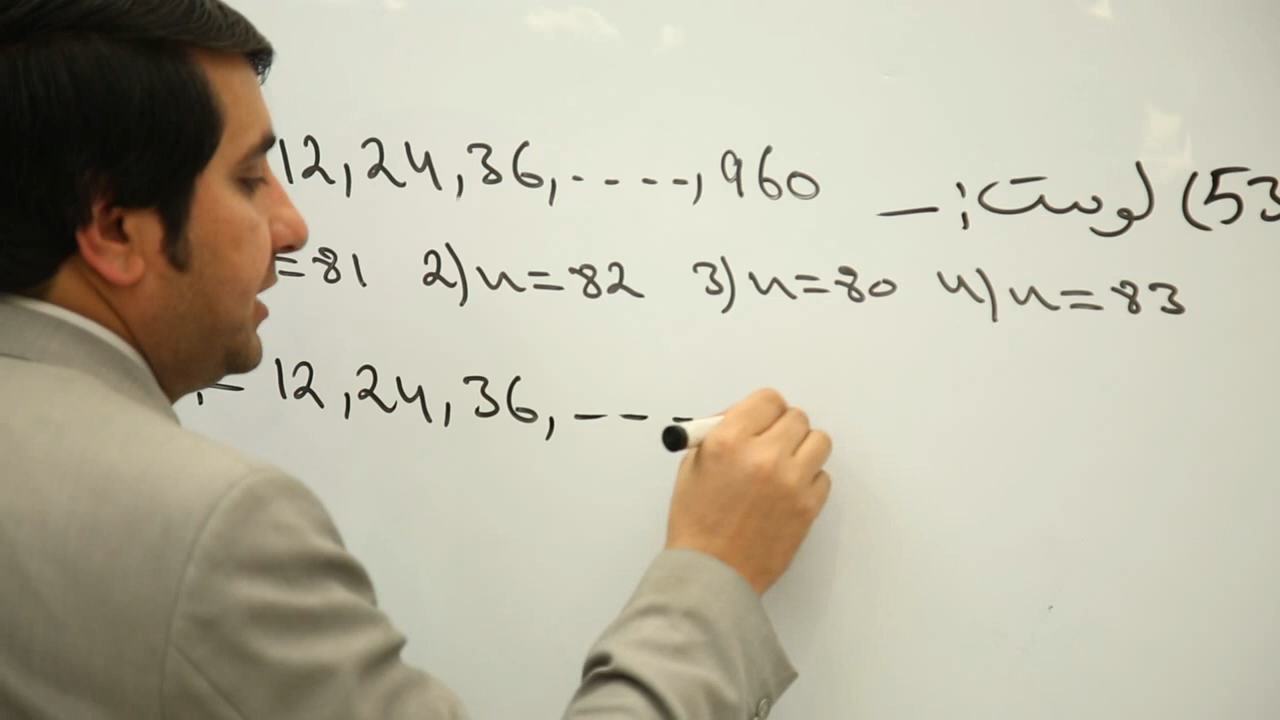 53) لوست: _ 12, 24, 36, ...., 960
=81 2) n=82 3) n=80 4) n=83
- 12, 24, 36, ---